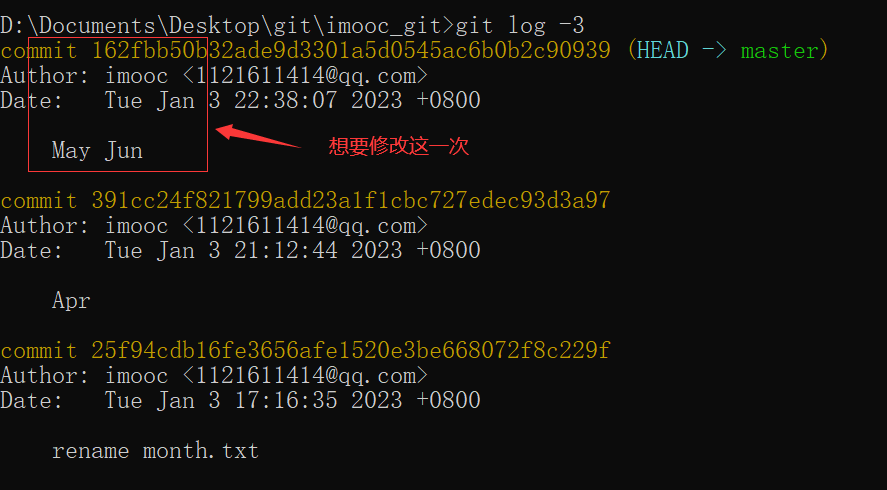 D:\Documents\Desktop\git\imooc_git>git log -3
commit 162fbb50b32ade9d3301a5d0545ac6b0b2c90939 (HEAD -> master)
Author: imooc <1121611414@qq.com>
Date:   Tue Jan 3 22:38:07 2023 +0800
May Jun
想要修改这一次
commit 391cc24f821799add23a1f1cbc727edec93d3a97
Author: imooc <1121611414@qq.com>
Date:   Tue Jan 3 21:12:44 2023 +0800
Apr
commit 25f94cdb16fe3656afe1520e3be668072f8c229f
Author: imooc <1121611414@qq.com>
Date:   Tue Jan 3 17:16:35 2023 +0800
rename month.txt